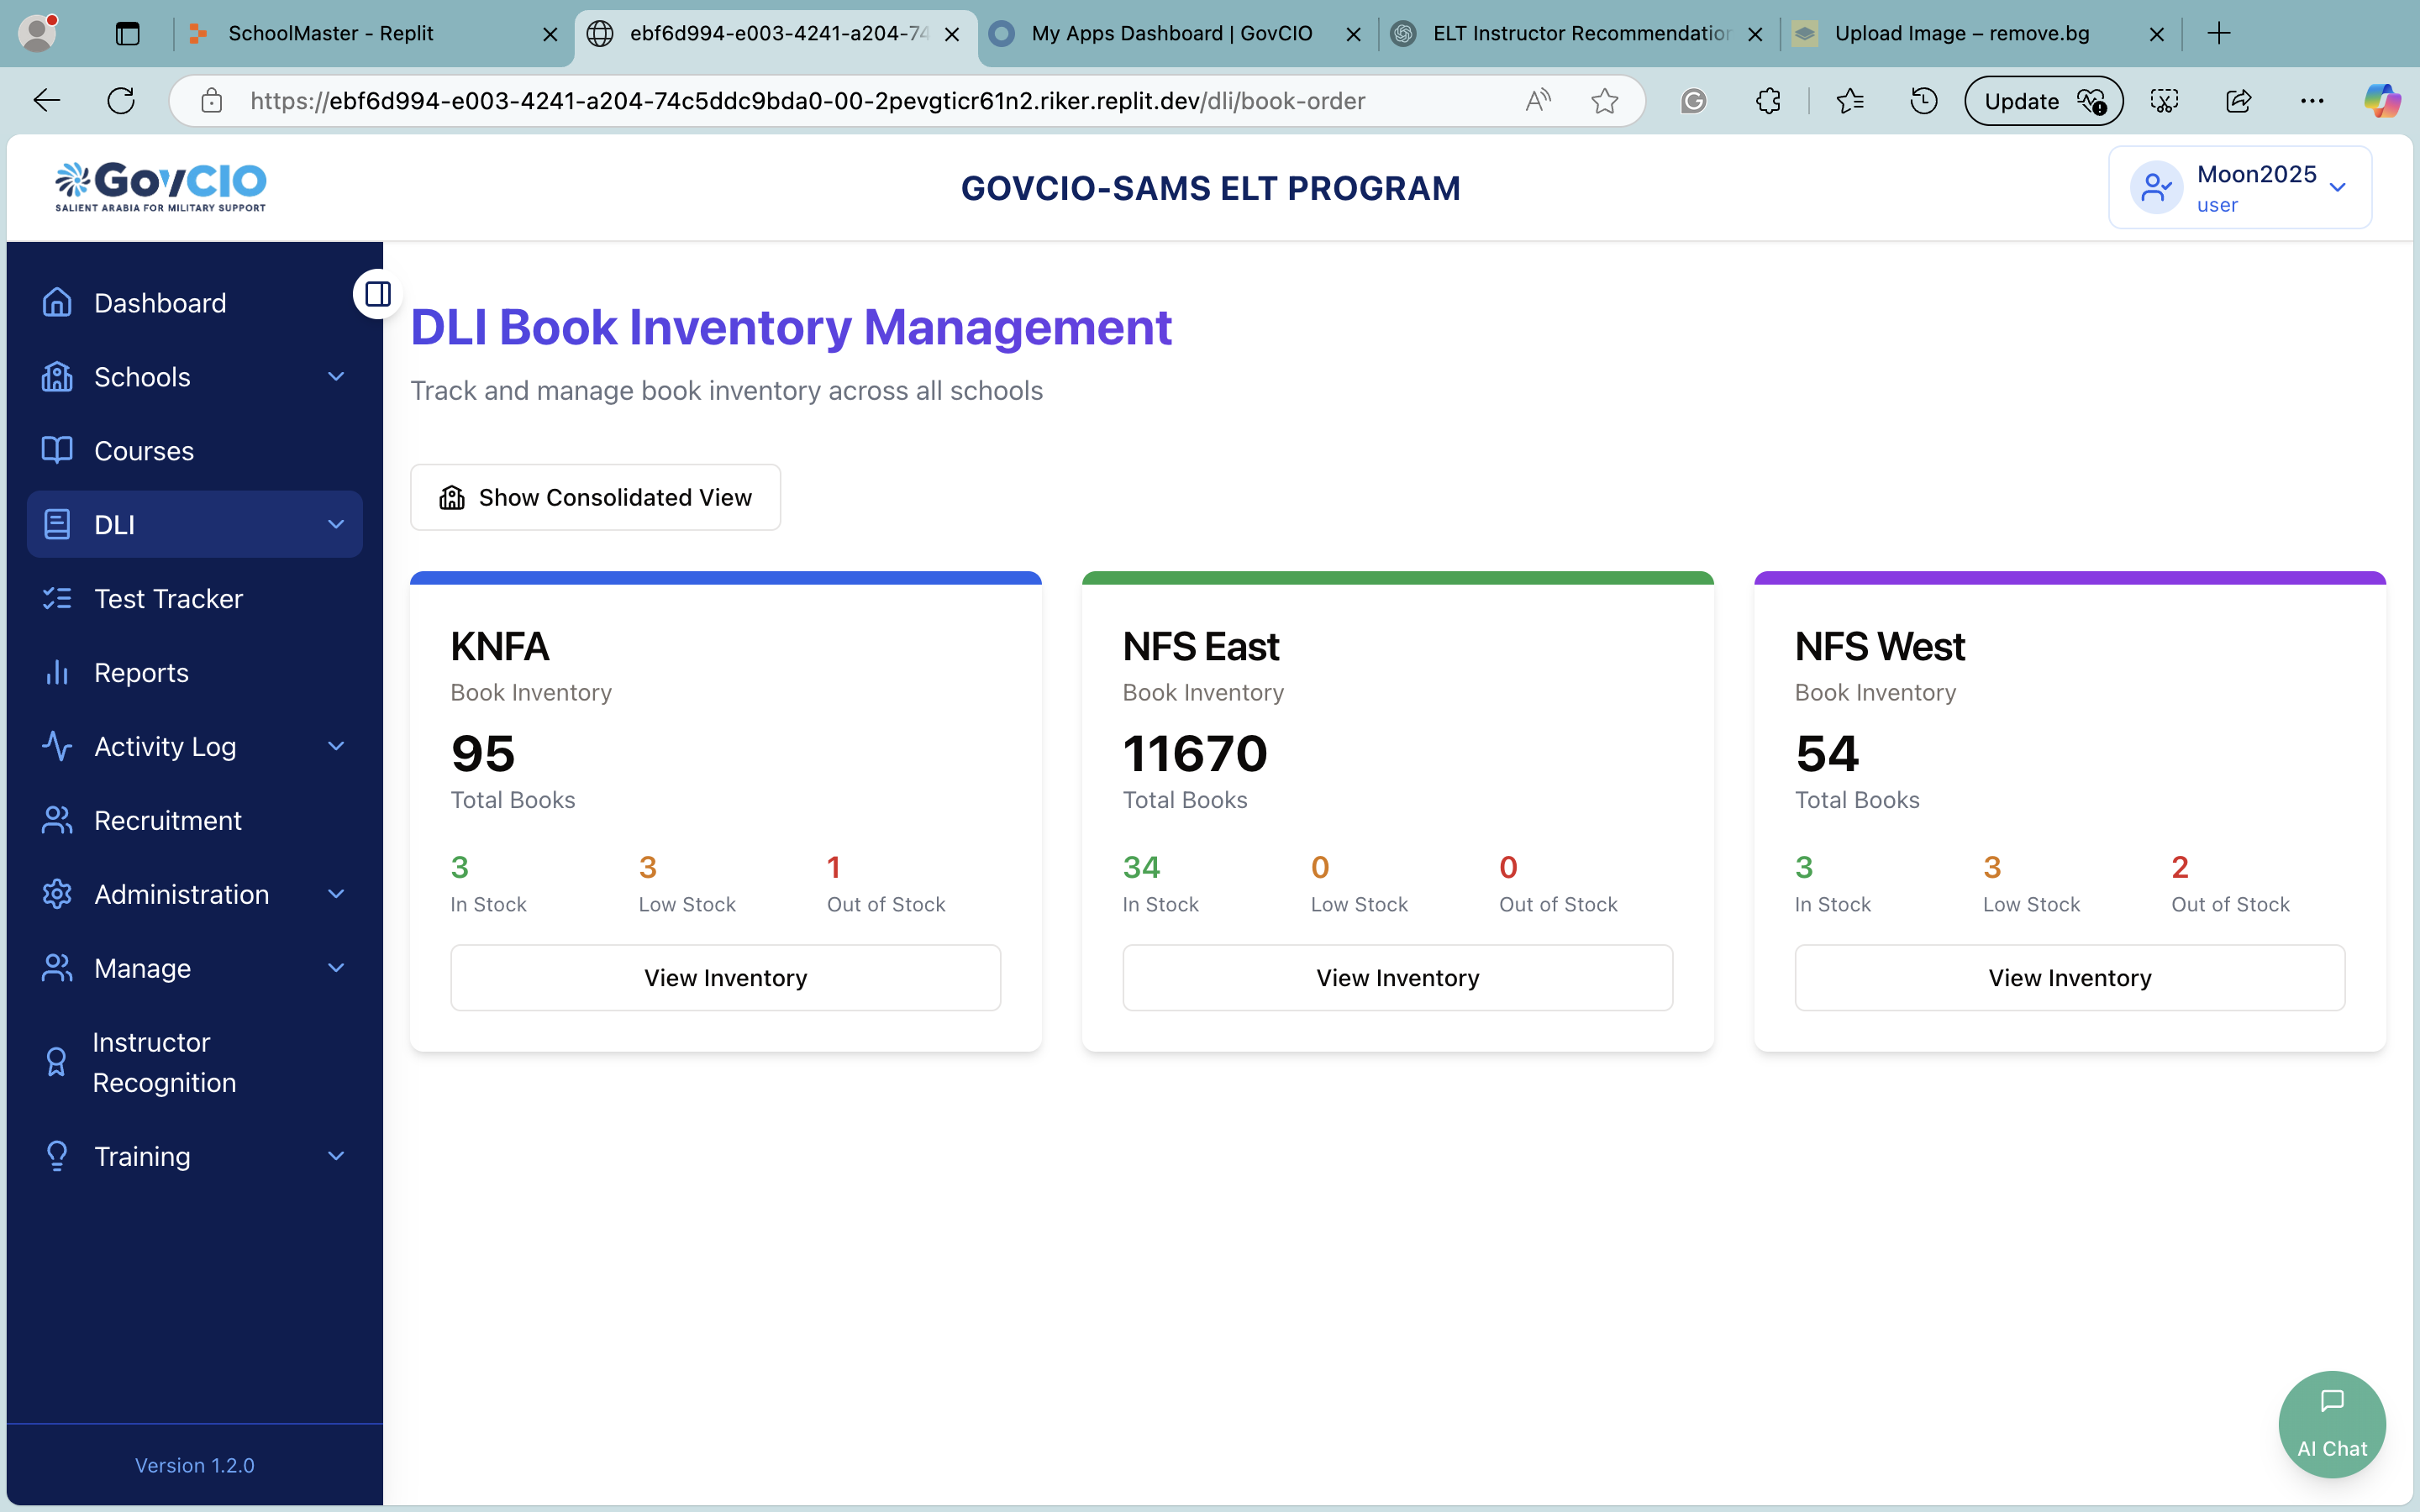 SchoolMaster - Replit
ebf6d994-e003-4241-a204-74
My Apps Dashboard | GovCIO
ELT Instructor Recommendation
Upload Image – remove.bg
https://ebf6d994-e003-4241-a204-74c5ddc9bda0-00-2pevgticr61n2.riker.replit.dev/dli/book-order
Update
GovCIO
SALIENT ARABIA FOR MILITARY SUPPORT
GOVCIO-SAMS ELT PROGRAM
Moon2025
user
Dashboard
Schools
Courses
DLI
Test Tracker
Reports
Activity Log
Recruitment
Administration
Manage
Instructor
Recognition
Training
Version 1.2.0
DLI Book Inventory Management
Track and manage book inventory across all schools
Show Consolidated View
KNFA
Book Inventory
95
Total Books
3
In Stock
3
Low Stock
1
Out of Stock
View Inventory
NFS East
Book Inventory
11670
Total Books
34
In Stock
0
Low Stock
0
Out of Stock
View Inventory
NFS West
Book Inventory
54
Total Books
3
In Stock
3
Low Stock
2
Out of Stock
View Inventory
AI Chat